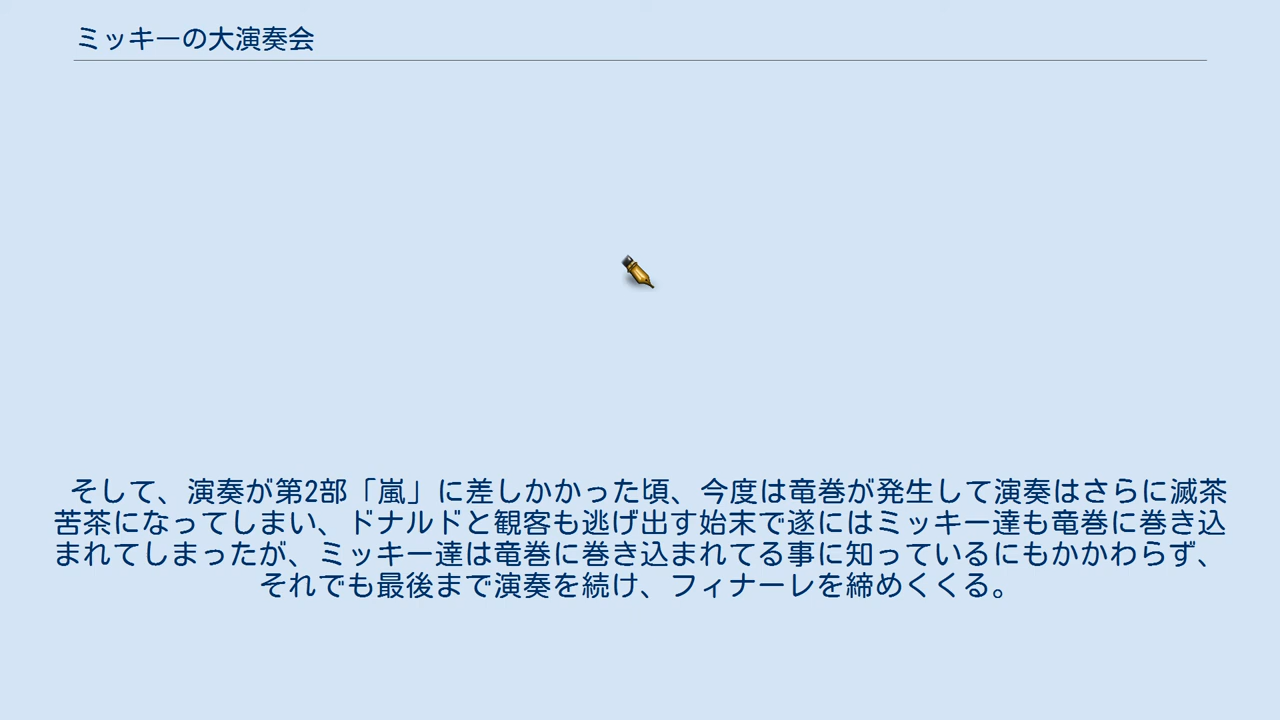 ミッキーの大演奏会
そして、演奏が第2部「嵐」に差しかかった頃、今度は竜巻が発生して演奏はさらに滅茶
苦茶になってしまい、ドナルドと観客も逃げ出す始末で遂にはミッキー達も竜巻に巻き込
まれてしまったが、ミッキー達は竜巻に巻き込まれてる事に知っているにもかかわらず、
それでも最後まで演奏を続け、フィナーレを締めくくる。